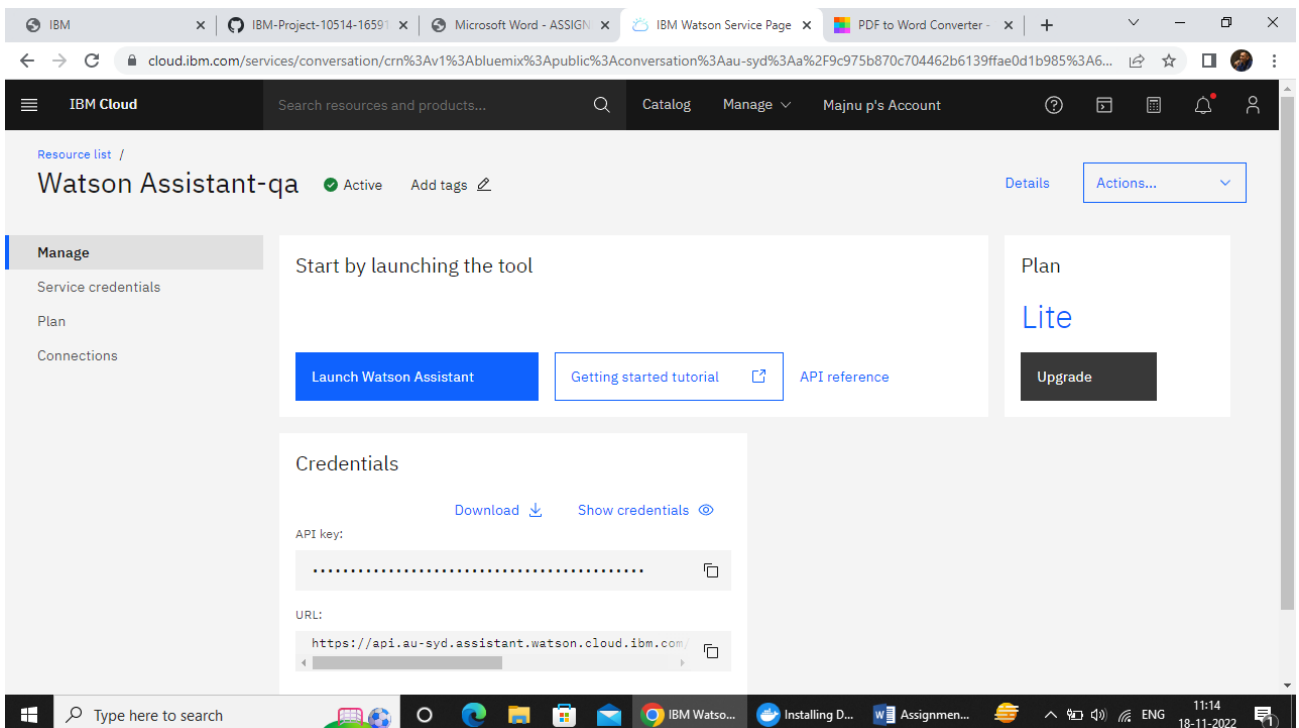 IBM
IBM-Project-10514-16591
Microsoft Word - ASSIGN
IBM Watson Service Page
PDF to Word Converter -
cloud.ibm.com/services/conversation/crn%3Av1%3Abluemix%3Apublic%3Aconversation%3Aau-syd%3Aa%2F9c975b870c704462b6139ffae0d1b985%3A6...
IBM Cloud
Search resources and products...
Catalog
Manage
Majnu p's Account
Resource list /
Watson Assistant-qa
Active
Add tags
Details
Actions...
Manage
Service credentials
Plan
Connections
Start by launching the tool
Launch Watson Assistant
Getting started tutorial
API reference
Plan
Lite
Upgrade
Credentials
Download
Show credentials
API key:
............................................
URL:
https://api.au-syd.assistant.watson.cloud.ibm.com/
Type here to search
IBM Watso...
Installing D...
Assignmen...
ENG
11:14
18-11-2022
1